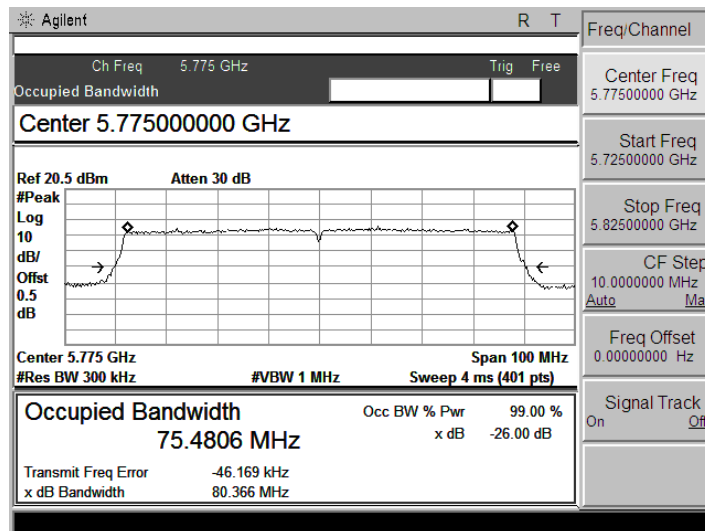 Agilent R T
Freq/Channel
Ch Freq 5.775 GHz Trig Free
Occupied Bandwidth
Center Freq
5.77500000 GHz
Center 5.775000000 GHz
Start Freq
5.72500000 GHz
Ref 20.5 dBm Atten 30 dB
#Peak
Log
10
dB/
Offst
0.5
dB
Stop Freq
5.82500000 GHz
CF Step
10.0000000 MHz
Auto Ma
Freq Offset
0.00000000 Hz
Center 5.775 GHz Span 100 MHz
#Res BW 300 kHz #VBW 1 MHz Sweep 4 ms (401 pts)
Signal Track
On Off
Occupied Bandwidth Occ BW % Pwr 99.00 %
75.4806 MHz x dB -26.00 dB
Transmit Freq Error -46.169 kHz
x dB Bandwidth 80.366 MHz